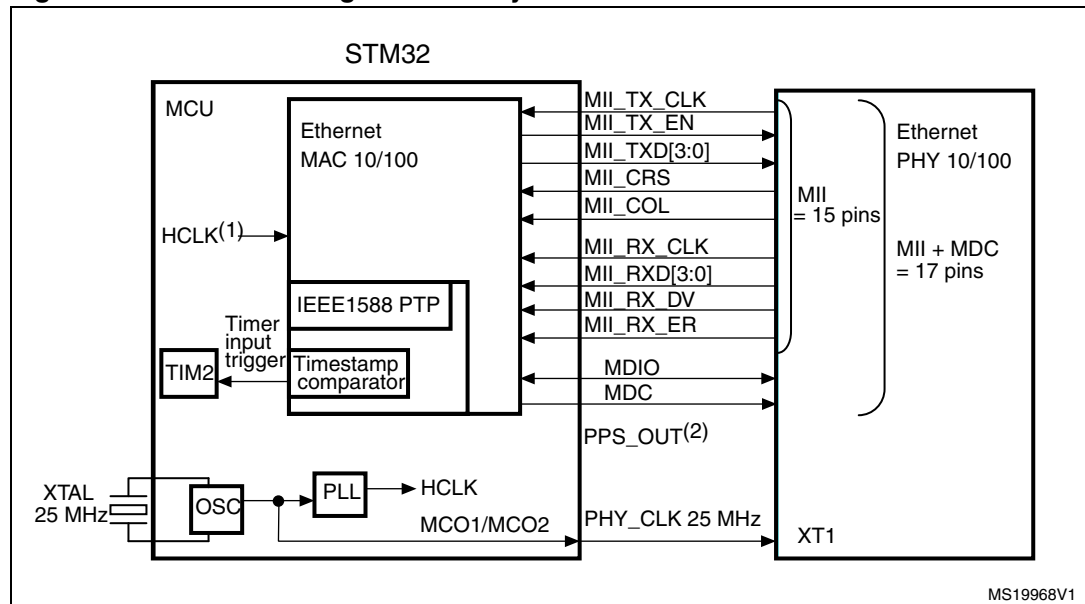 STM32
MCU
Ethernet
MAC 10/100
HCLK(1)
IEEE1588 PTP
Timer
input
trigger
Timestamp
comparator
TIM2
XTAL
25 MHz
OSC
PLL
HCLK
MCO1/MCO2
MII_TX_CLK
MII_TX_EN
MII_TXD[3:0]
MII_CRS
MII_COL
MII_RX_CLK
MII_RXD[3:0]
MII_RX_DV
MII_RX_ER
MDIO
MDC
PPS_OUT(2)
PHY_CLK 25 MHz
MII
= 15 pins
Ethernet
PHY 10/100
MII + MDC
= 17 pins
XT1
MS19968V1